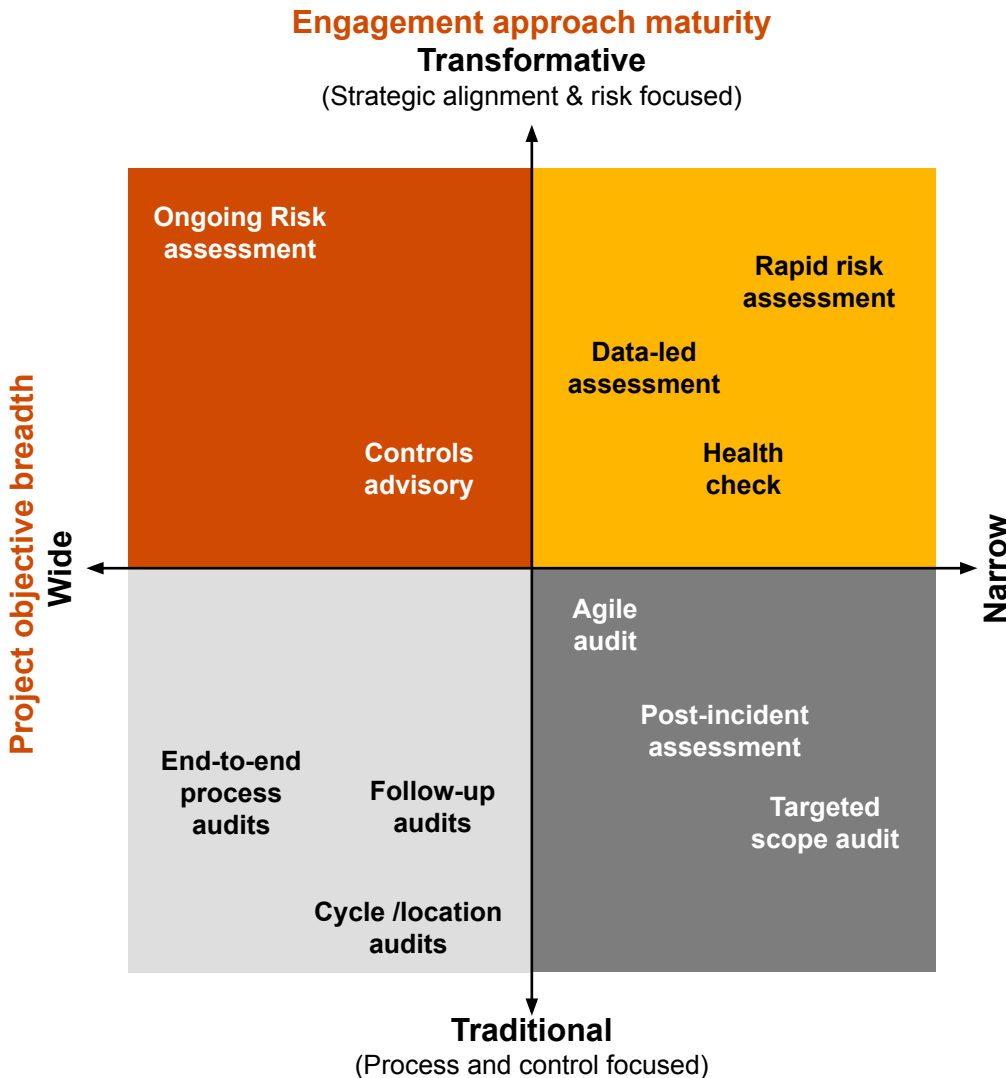 Engagement approach maturity
Transformative
(Strategic alignment & risk focused)
Ongoing Risk
assessment
Rapid risk
assessment
Data-led
assessment
Controls
advisory
Health
check
Project objective breadth
Wide
Narrow
Agile
audit
Post-incident
assessment
End-to-end
process
audits
Follow-up
audits
Targeted
scope audit
Cycle /location
audits
Traditional
(Process and control focused)